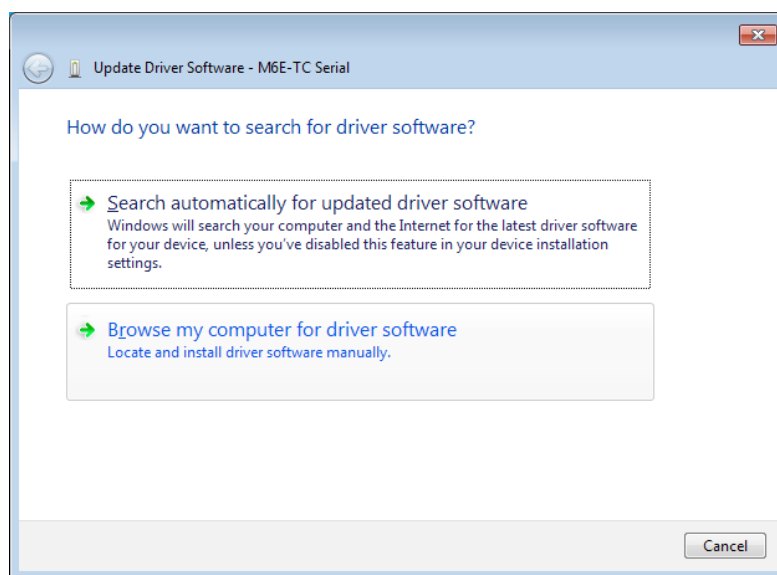 Update Driver Software - M6E-TC Serial
How do you want to search for driver software?
Search automatically for updated driver software
Windows will search your computer and the Internet for the latest driver software
for your device, unless you've disabled this feature in your device installation
settings.
Browse my computer for driver software
Locate and install driver software manually.
Cancel